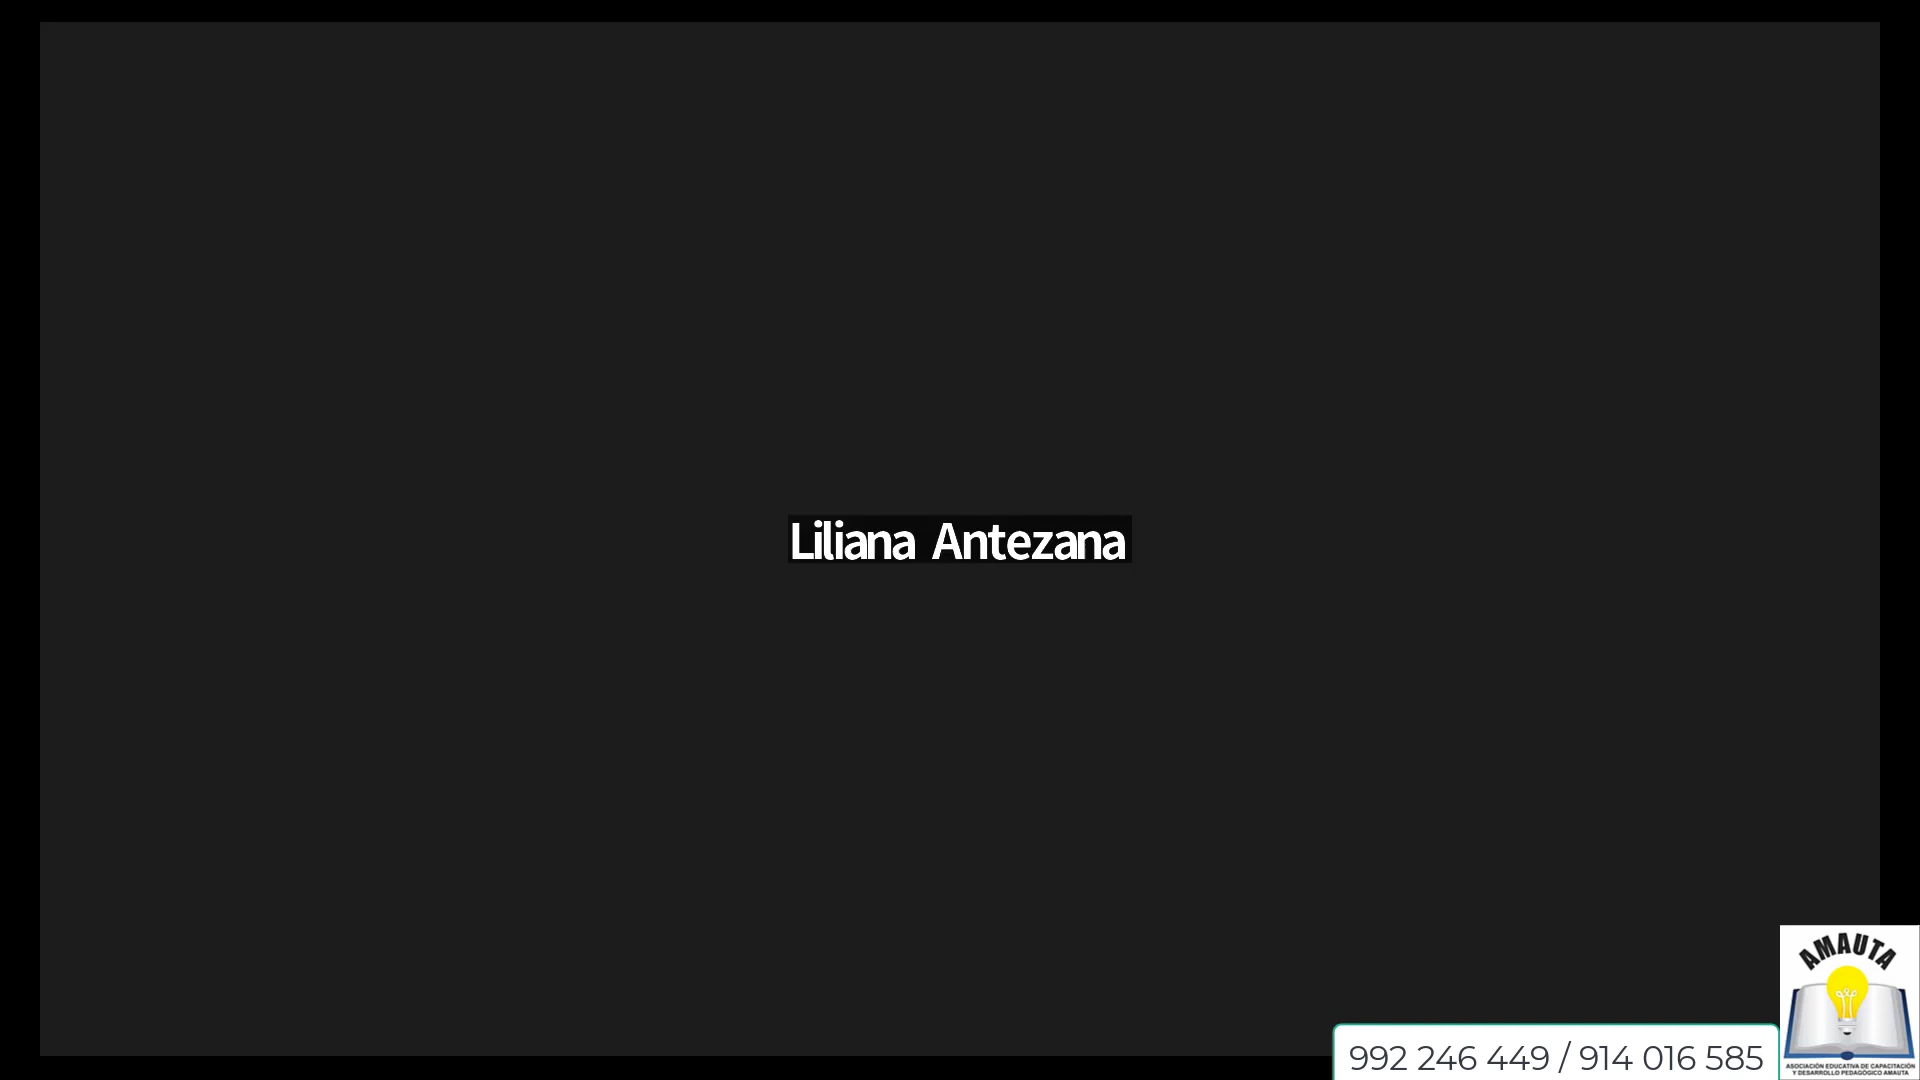 Liliana Antezana
AMAUTA
992 246 449 / 914 016 585
ASOCIACIÓN EDUCATIVA DE CAPACITACIÓN
Y DESARROLLO PEDAGÓGICO AMAUTA